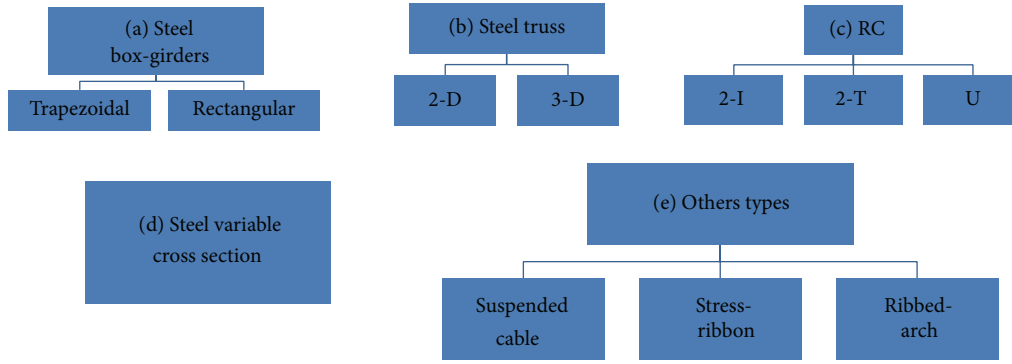 (a) Steel
box-girders
Trapezoidal
Rectangular
(b) Steel truss
2-D
3-D
(c) RC
2-I
2-T
U
(d) Steel variable
cross section
(e) Others types
Suspended
cable
Stress-
ribbon
Ribbed-
arch